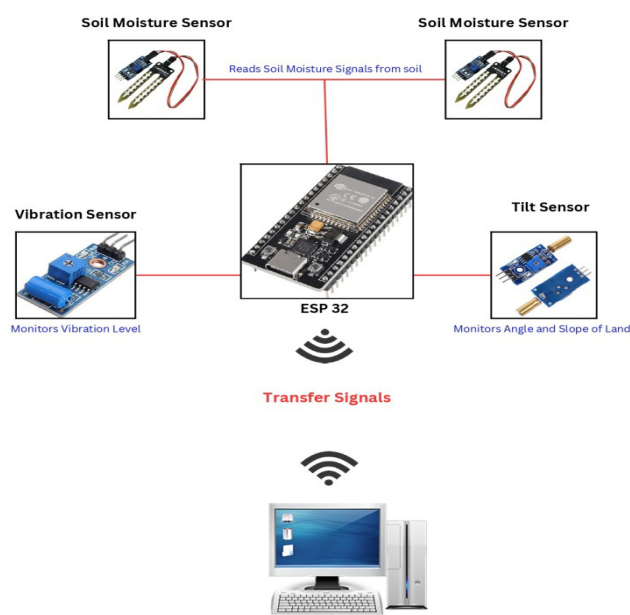 Soil Moisture Sensor
Soil Moisture Sensor
Reads Soil Moisture Signals from soil
Vibration Sensor
Tilt Sensor
ESP 32
Monitors Vibration Level
Monitors Angle and Slope of Land
Transfer Signals